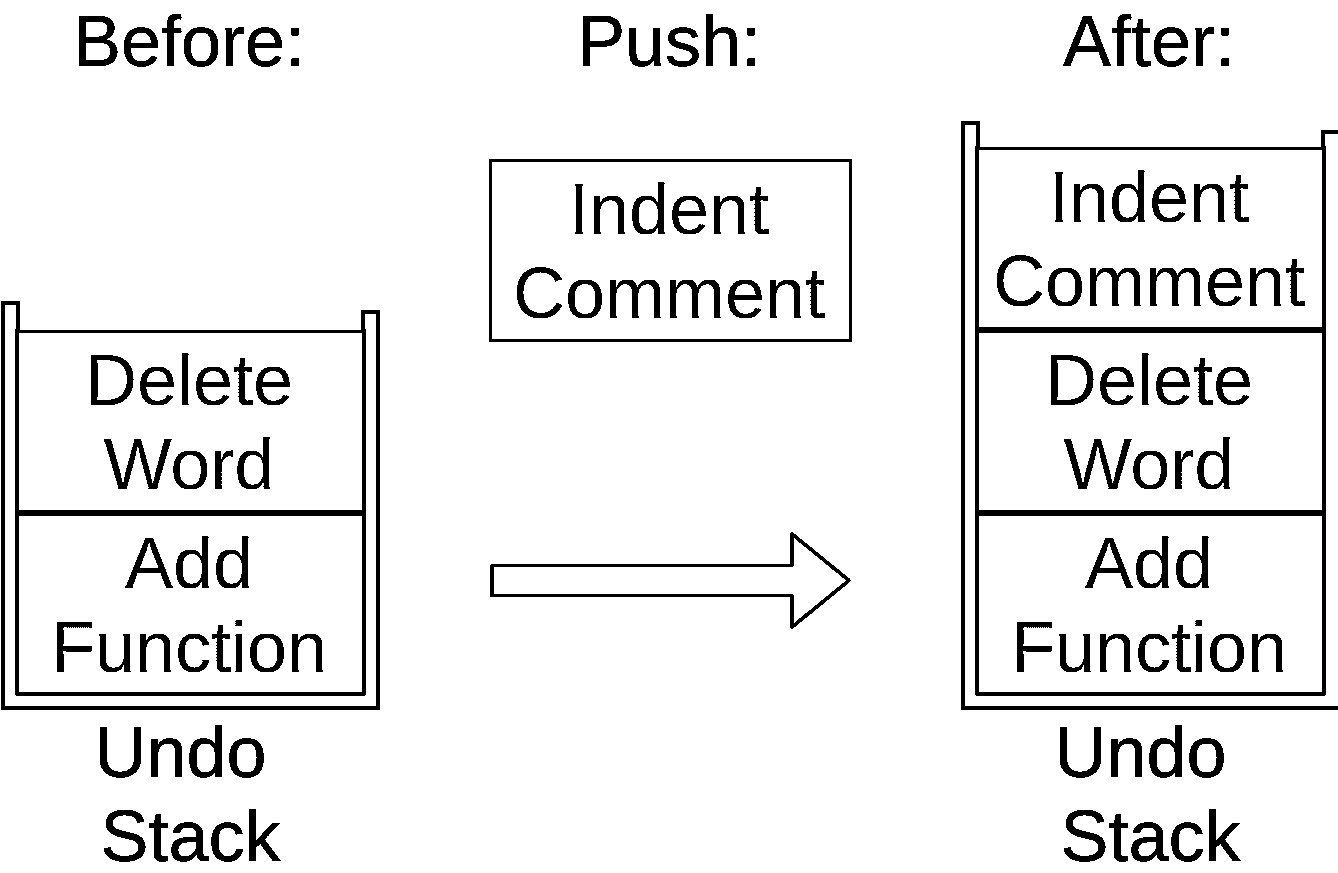 Before:
Push:
After:
Delete
Word
Add
Function
Undo
Stack
Indent
Comment
Indent
Comment
Delete
Word
Add
Function
Undo
Stack